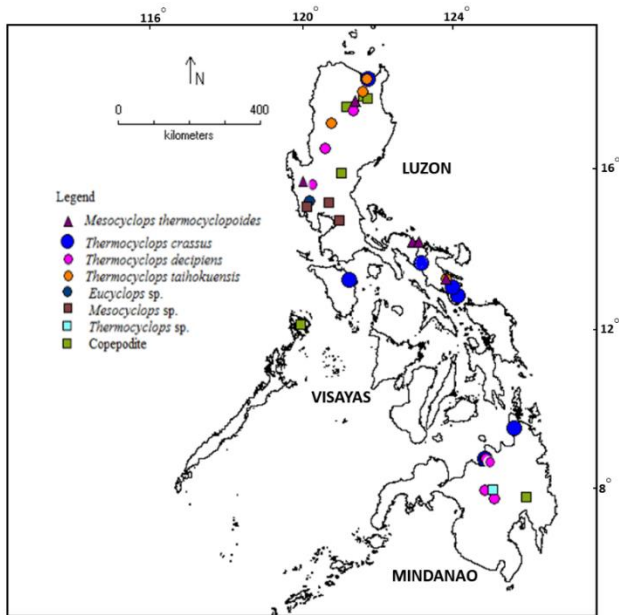 116° 120° 124°
N
0 400
kilometers
LUZON
16°
Legend
Mesocyclops thermocyclopoides
Thermocyclops crassus
Thermocyclops decipiens
Thermocyclops taihokuensis
Eucyclops sp.
Mesocyclops sp.
Thermocyclops sp.
Copepodite
12°
VISAYAS
8°
MINDANAO